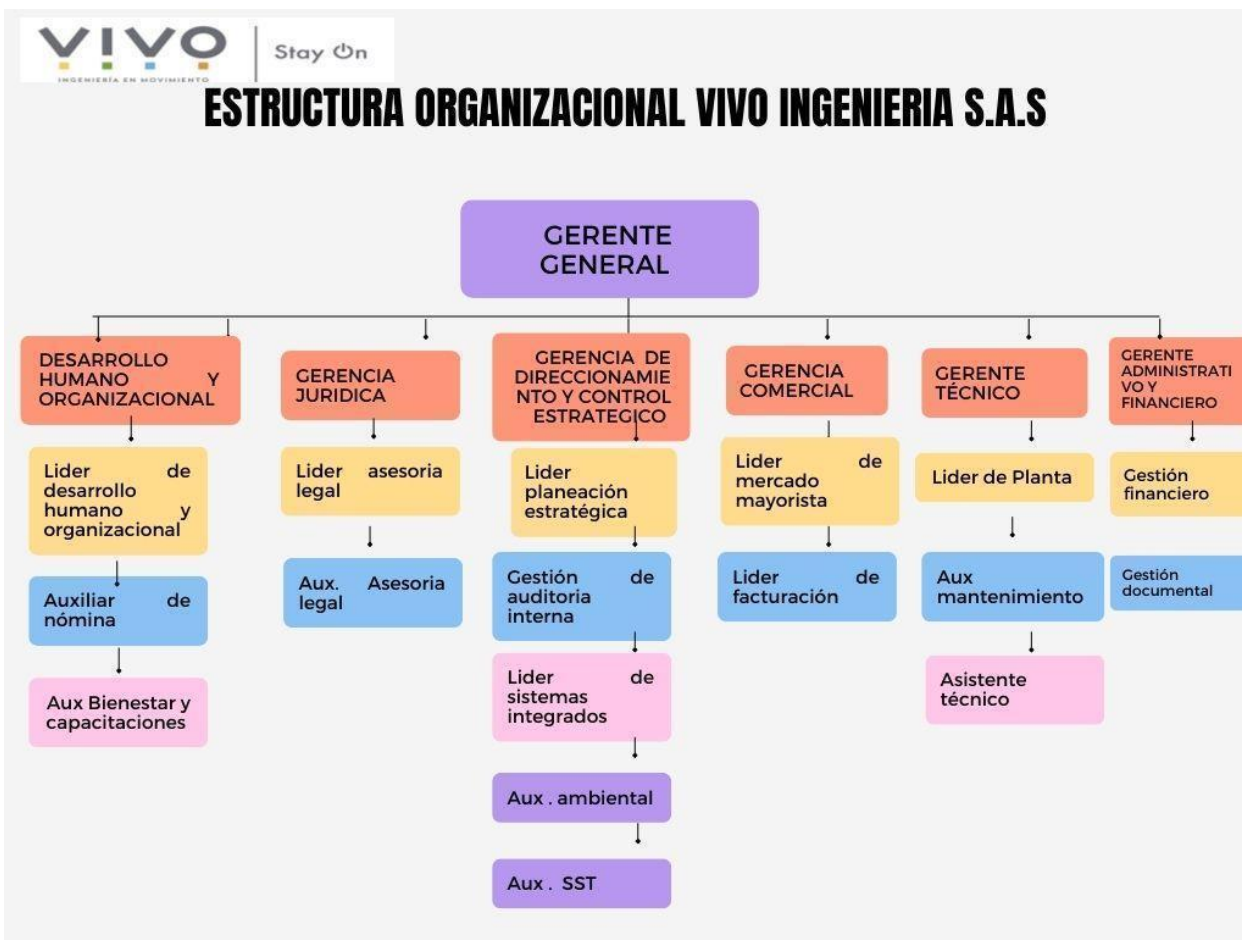 VIVO
INGENIERÍA EN MOVIMIENTO
Stay On
ESTRUCTURA ORGANIZACIONAL VIVO INGENIERIA S.A.S
GERENTE
GENERAL
DESARROLLO
HUMANO Y
ORGANIZACIONAL
Lider de
desarrollo
humano y
organizacional
Auxiliar de
nómina
Aux Bienestar y
capacitaciones
GERENCIA
JURIDICA
Lider asesoria
legal
Aux. Asesoria
legal
GERENCIA DE
DIRECCIONAMIE
NTO Y CONTROL
ESTRATEGICO
Lider
planeación
estratégica
Gestión de
auditoria
interna
Lider de
sistemas
integrados
Aux . ambiental
Aux . SST
GERENCIA
COMERCIAL
Lider de
mercado
mayorista
Lider de
facturación
GERENTE
TÉCNICO
Lider de Planta
Aux
mantenimiento
Asistente
técnico
GERENTE
ADMINISTRATI
VO Y
FINANCIERO
Gestión
financiero
Gestión
documental